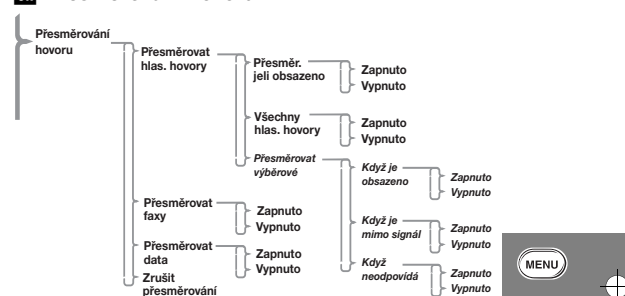 Přesměrování
hovoru
Přesměrovat
hlas. hovory
Přesměr.
jeli obsazeno
Zapnuto
Vypnuto
Všechny
hlas. hovory
Zapnuto
Vypnuto
Přesměrovat
výběrové
Když je
obsazeno
Zapnuto
Vypnuto
Když je
mimo signál
Zapnuto
Vypnuto
Když
neodpovídá
Zapnuto
Vypnuto
Přesměrovat
faxy
Zapnuto
Vypnuto
Přesměrovat
data
Zapnuto
Vypnuto
Zrušit
přesměrování
MENU